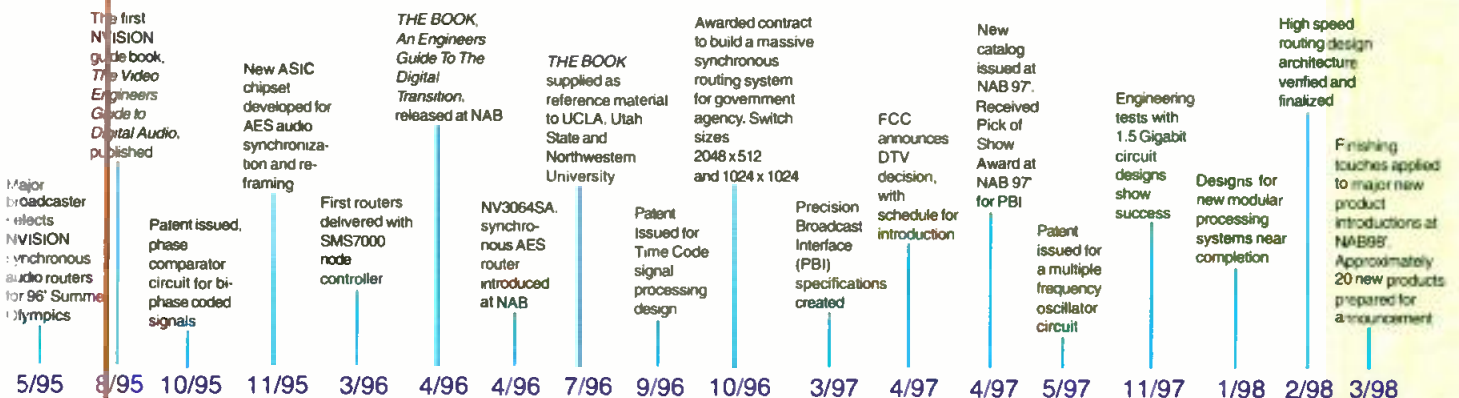 Major
broadcaster
selects
NVISION
synchronous
audio routers
for 96' Summer
Olympics
5/95
The first
NVISION
guide book,
The Video
Engineers
Guide to
Digital Audio,
published
8/95
Patent issued,
phase
comparator
circuit for bi-
phase coded
signals
10/95
New ASIC
chipset
developed for
AES audio
synchroniza-
tion and re-
framing
11/95
First routers
delivered with
SMS7000
node
controller
3/96
THE BOOK,
An Engineers
Guide To The
Digital
Transition,
released at NAB
4/96
NV3064SA,
synchro-
nous AES
router
introduced
at NAB
4/96
THE BOOK
supplied as
reference material
to UCLA, Utah
State and
Northwestern
University
7/96
Patent
Issued for
Time Code
signal
processing
design
9/96
Awarded contract
to build a massive
synchronous
routing system
for government
agency. Switch
sizes
2048 x 512
and 1024 x 1024
10/96
Precision
Broadcast
Interface
(PBI)
specifications
created
3/97
FCC
announces
DTV
decision,
with
schedule for
introduction
4/97
New
catalog
issued at
NAB 97'.
Received
Pick of
Show
Award at
NAB 97'
for PBI
4/97
Patent
issued for
a multiple
frequency
oscillator
circuit
5/97
Engineering
tests with
1.5 Gigabit
circuit
designs
show
success
11/97
Designs for
new modular
processing
systems near
completion
1/98
High speed
routing design
architecture
verified and
finalized
2/98
Finishing
touches applied
to major new
product
introductions at
NAB98'.
Approximately
20 new products
prepared for
announcement
3/98